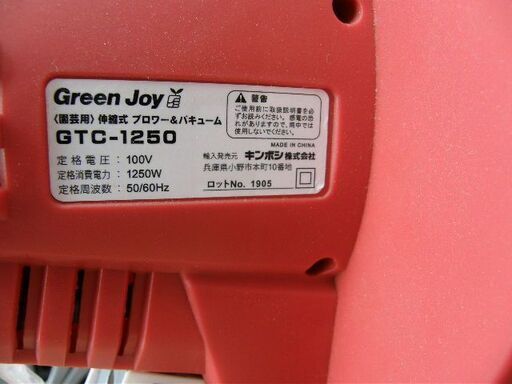 Green Joy
〈園芸用〉伸縮式 ブロワー&バキューム
GTC-1250
定格電圧：100V
定格消費電力：1250W
定格周波数：50/60Hz
警告
ご使用前に取扱説明書を必
ずお読みください。感電の恐
れがありますので、雨中では
使用しないでください。
MADE IN CHINA
輸入発売元 キンボシ株式会社
兵庫県小野市本町10番地
ロットNo. 1905